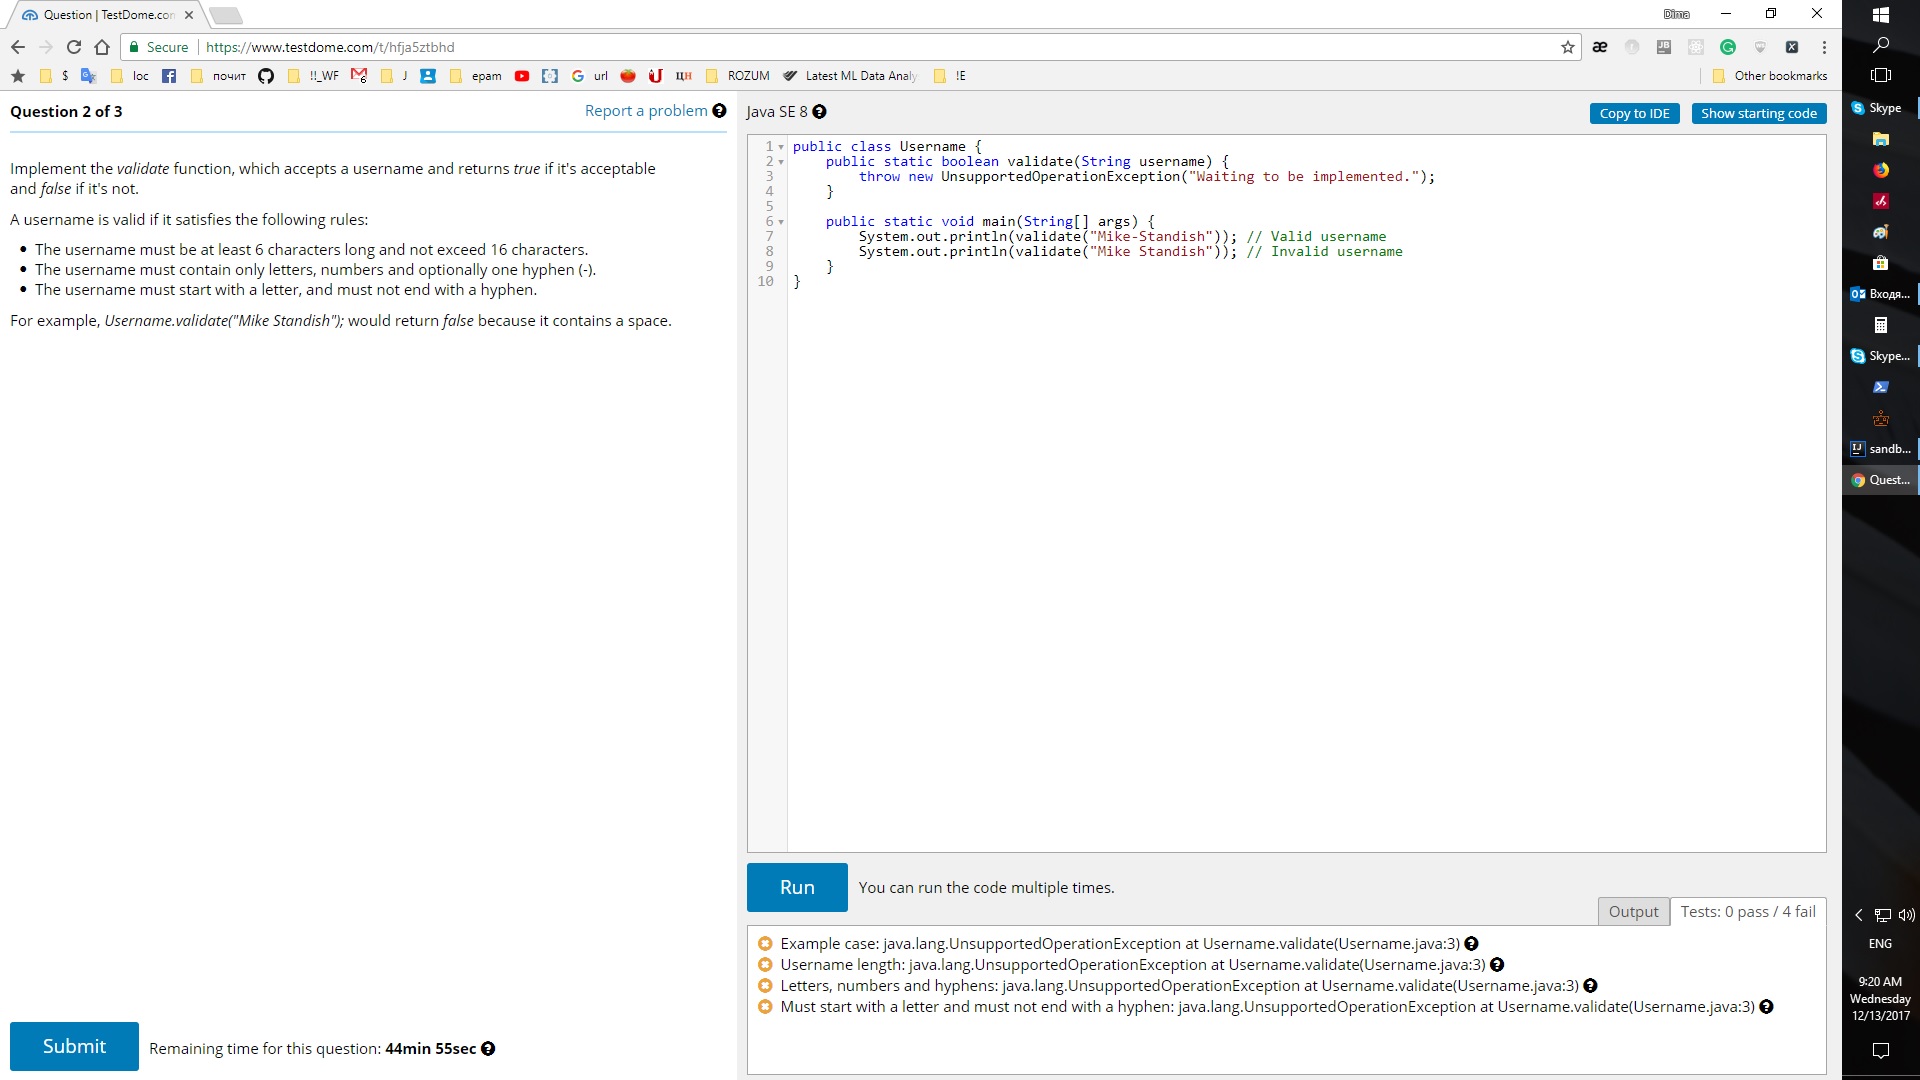 Question | TestDome.con
Dima
Secure https://www.testdome.com/t/hfja5ztbhd
$ loc почит !!_WF J epam url ЦН ROZUM Latest ML Data Analy !E Other bookmarks
Question 2 of 3
Report a problem
Implement the validate function, which accepts a username and returns true if it's acceptable
and false if it's not.
A username is valid if it satisfies the following rules:
The username must be at least 6 characters long and not exceed 16 characters.
The username must contain only letters, numbers and optionally one hyphen (-).
The username must start with a letter, and must not end with a hyphen.
For example, Username.validate("Mike Standish"); would return false because it contains a space.
Submit
Remaining time for this question: 44min 55sec
Java SE 8
Copy to IDE
Show starting code
1 public class Username {
2 public static boolean validate(String username) {
3 throw new UnsupportedOperationException("Waiting to be implemented.");
4 }
5
6 public static void main(String[] args) {
7 System.out.println(validate("Mike-Standish")); // Valid username
8 System.out.println(validate("Mike Standish")); // Invalid username
9 }
10 }
Run
You can run the code multiple times.
Output
Tests: 0 pass / 4 fail
Example case: java.lang.UnsupportedOperationException at Username.validate(Username.java:3)
Username length: java.lang.UnsupportedOperationException at Username.validate(Username.java:3)
Letters, numbers and hyphens: java.lang.UnsupportedOperationException at Username.validate(Username.java:3)
Must start with a letter and must not end with a hyphen: java.lang.UnsupportedOperationException at Username.validate(Username.java:3)
Skype
Входя...
Skype...
sandb...
Quest...
ENG
9:20 AM
Wednesday
12/13/2017